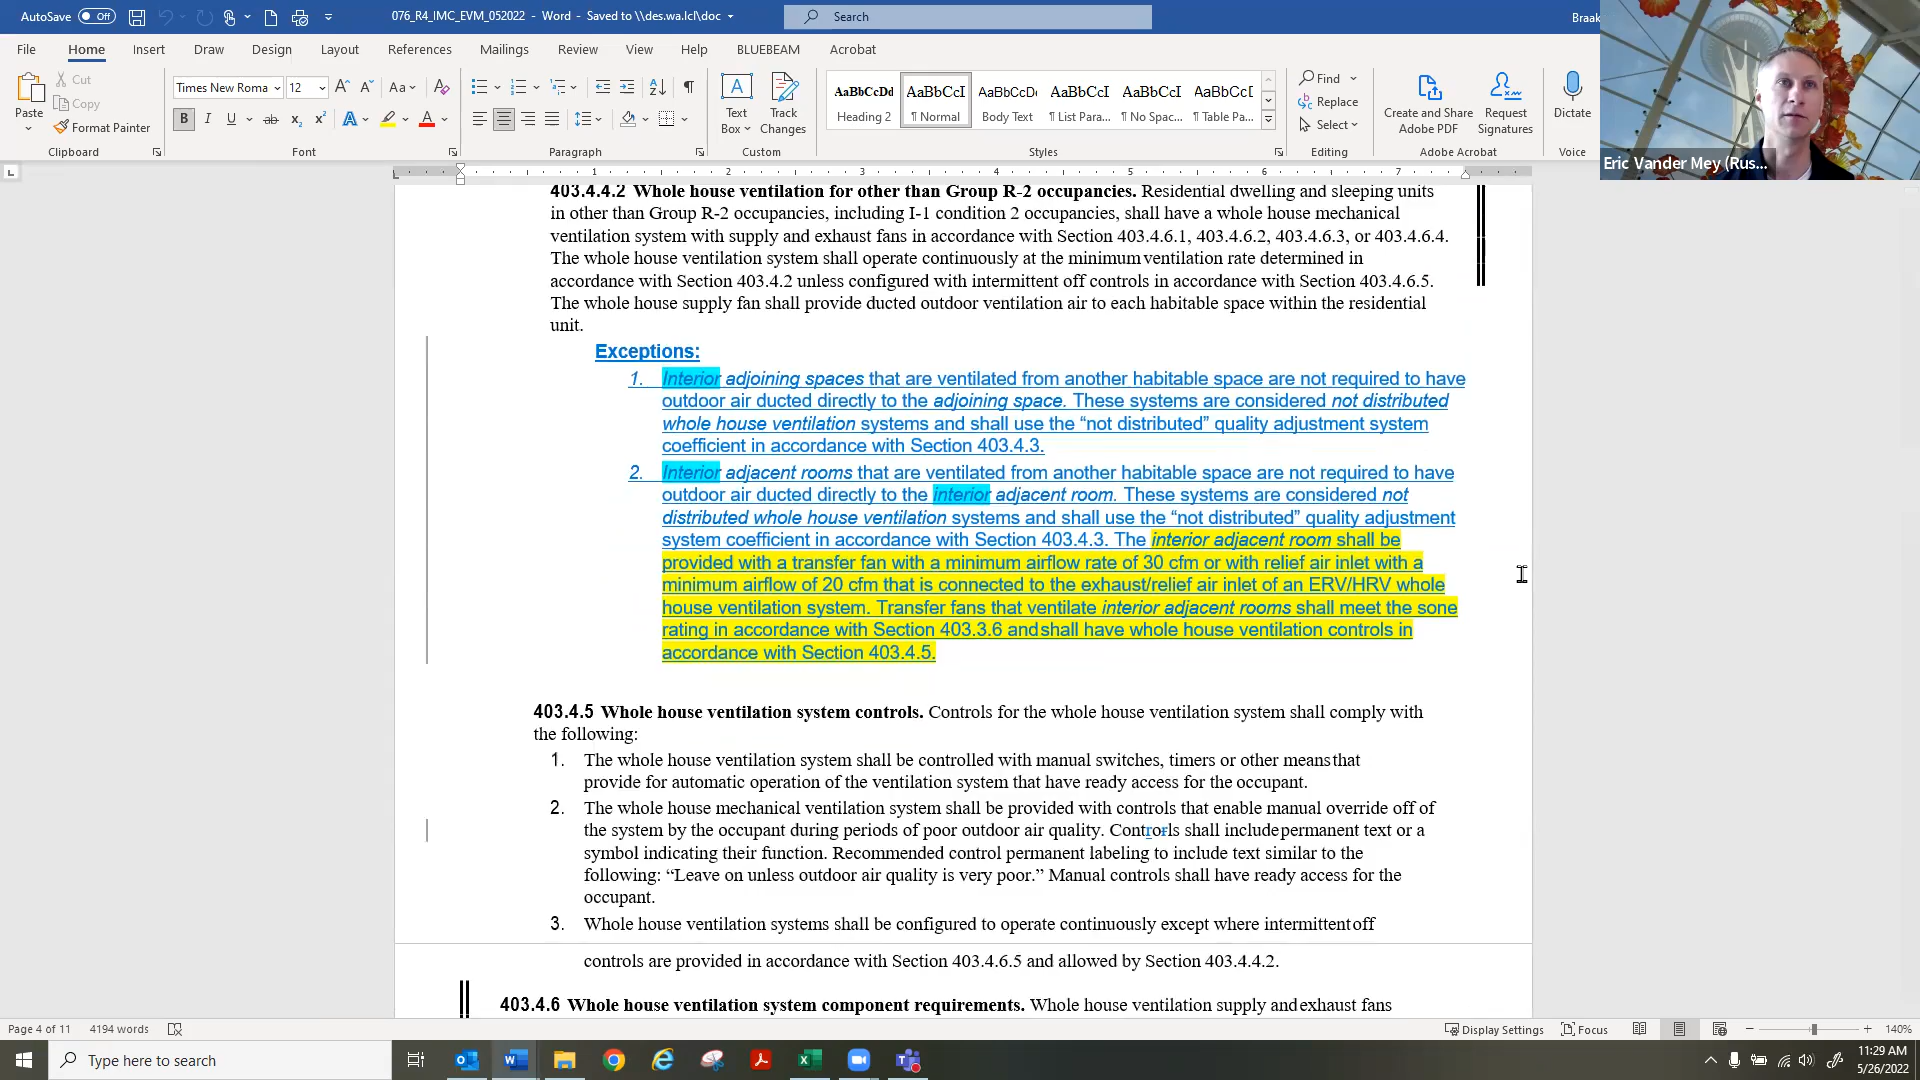 AutoSave Off
076_R4_IMC_EVM_052022 - Word - Saved to \\des.wa.lcl\doc
Search
Braak
File Home Insert Draw Design Layout References Mailings Review View Help BLUEBEAM Acrobat
Paste
Cut
Copy
Format Painter
Clipboard
Times New Roma
12
Font
Paragraph
Text Box
Track Changes
Custom
AaBbCcDd Heading 2
AaBbCcI ¶ Normal
AaBbCcDc Body Text
AaBbCcI ¶ List Para...
AaBbCcI ¶ No Spac...
AaBbCcI ¶ Table Pa...
Styles
Find
Replace
Select
Editing
Create and Share Adobe PDF
Request Signatures
Adobe Acrobat
Dictate
Voice
Eric Vander Mey (Rus...
1 2 3 4 5 6 7
403.4.4.2 Whole house ventilation for other than Group R-2 occupancies. Residential dwelling and sleeping units
in other than Group R-2 occupancies, including I-1 condition 2 occupancies, shall have a whole house mechanical
ventilation system with supply and exhaust fans in accordance with Section 403.4.6.1, 403.4.6.2, 403.4.6.3, or 403.4.6.4.
The whole house ventilation system shall operate continuously at the minimum ventilation rate determined in
accordance with Section 403.4.2 unless configured with intermittent off controls in accordance with Section 403.4.6.5.
The whole house supply fan shall provide ducted outdoor ventilation air to each habitable space within the residential
unit.
Exceptions:
1. Interior adjoining spaces that are ventilated from another habitable space are not required to have
outdoor air ducted directly to the adjoining space. These systems are considered not distributed
whole house ventilation systems and shall use the “not distributed” quality adjustment system
coefficient in accordance with Section 403.4.3.
2. Interior adjacent rooms that are ventilated from another habitable space are not required to have
outdoor air ducted directly to the interior adjacent room. These systems are considered not
distributed whole house ventilation systems and shall use the “not distributed” quality adjustment
system coefficient in accordance with Section 403.4.3. The interior adjacent room shall be
provided with a transfer fan with a minimum airflow rate of 30 cfm or with relief air inlet with a
minimum airflow of 20 cfm that is connected to the exhaust/relief air inlet of an ERV/HRV whole
house ventilation system. Transfer fans that ventilate interior adjacent rooms shall meet the sone
rating in accordance with Section 403.3.6 and shall have whole house ventilation controls in
accordance with Section 403.4.5.
403.4.5 Whole house ventilation system controls. Controls for the whole house ventilation system shall comply with
the following:
1. The whole house ventilation system shall be controlled with manual switches, timers or other means that
provide for automatic operation of the ventilation system that have ready access for the occupant.
2. The whole house mechanical ventilation system shall be provided with controls that enable manual override off of
the system by the occupant during periods of poor outdoor air quality. Controrls shall include permanent text or a
symbol indicating their function. Recommended control permanent labeling to include text similar to the
following: “Leave on unless outdoor air quality is very poor.” Manual controls shall have ready access for the
occupant.
3. Whole house ventilation systems shall be configured to operate continuously except where intermittent off
controls are provided in accordance with Section 403.4.6.5 and allowed by Section 403.4.4.2.
403.4.6 Whole house ventilation system component requirements. Whole house ventilation supply and exhaust fans
Page 4 of 11 4194 words
Display Settings Focus 140%
Type here to search
11:29 AM
5/26/2022